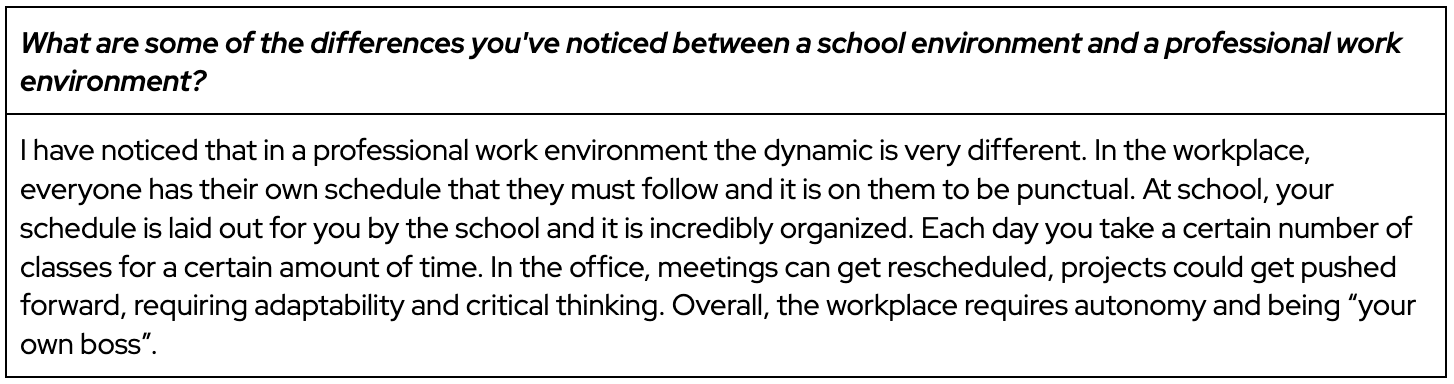 What are some of the differences you've noticed between a school environment and a professional work
environment?
I have noticed that in a professional work environment the dynamic is very different. In the workplace,
everyone has their own schedule that they must follow and it is on them to be punctual. At school, your
schedule is laid out for you by the school and it is incredibly organized. Each day you take a certain number of
classes for a certain amount of time. In the office, meetings can get rescheduled, projects could get pushed
forward, requiring adaptability and critical thinking. Overall, the workplace requires autonomy and being “your
own boss”.